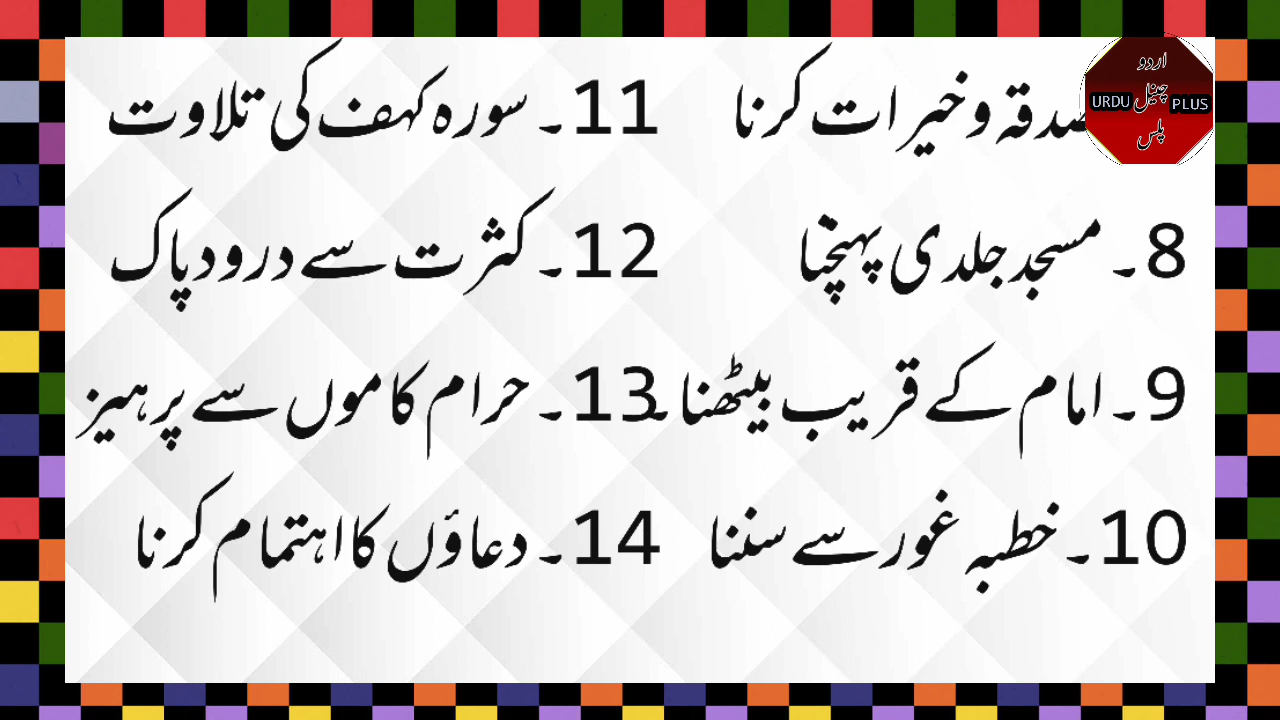 صدقہ و خیرات کرنا
8۔ مسجد جلدی پہنچنا
9۔ امام کے قریب بیٹھنا۔
10۔ خطبہ غور سے سننا
11۔ سورہ کہف کی تلاوت
12۔ کثرت سے درود پاک
13۔ حرام کاموں سے پرہیز
14۔ دعاؤں کا اہتمام کرنا
اردو
URDU چینل PLUS
پلس